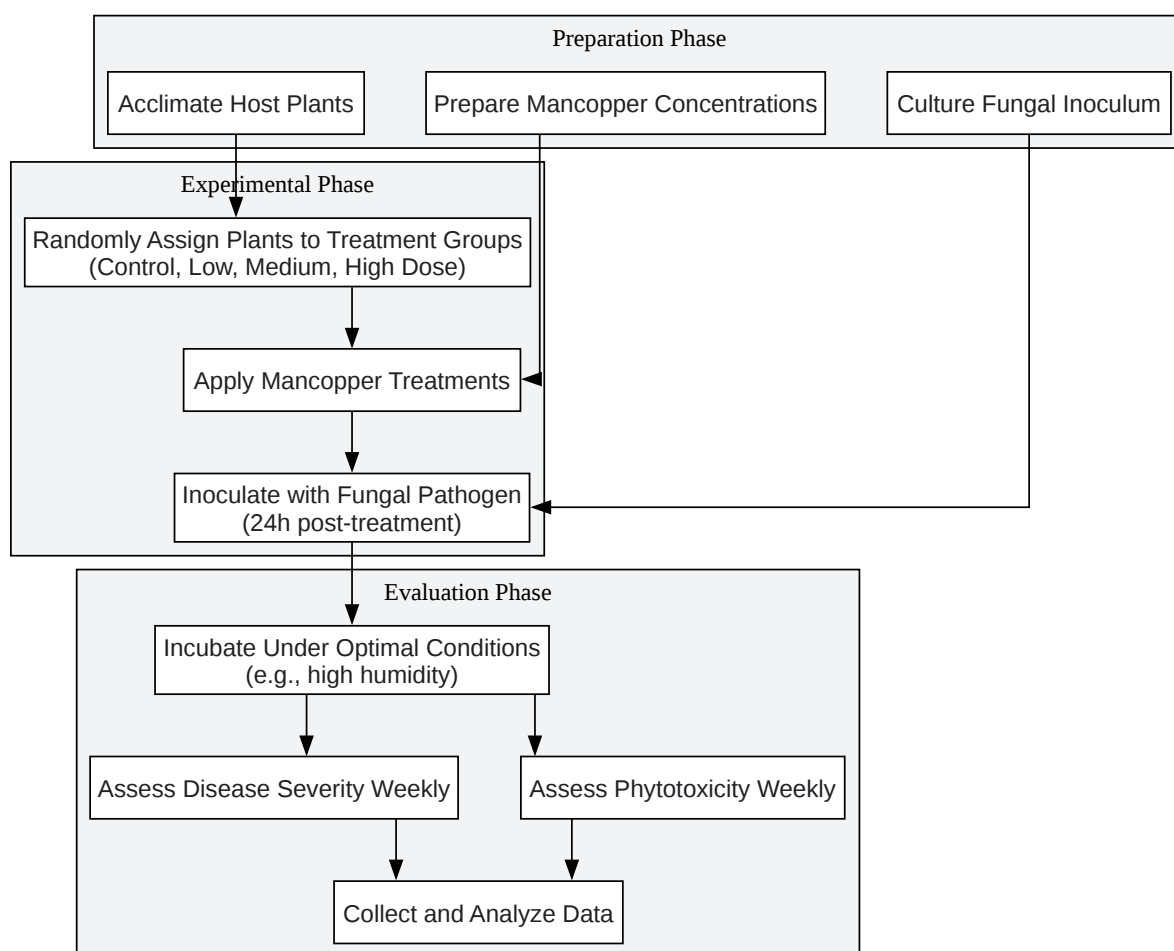 Preparation Phase
Acclimate Host Plants
Prepare Mancopper Concentrations
Culture Fungal Inoculum
Experimental Phase
Randomly Assign Plants to Treatment Groups
(Control, Low, Medium, High Dose)
Apply Mancopper Treatments
Inoculate with Fungal Pathogen
(24h post-treatment)
Evaluation Phase
Incubate Under Optimal Conditions
(e.g., high humidity)
Assess Disease Severity Weekly
Assess Phytotoxicity Weekly
Collect and Analyze Data